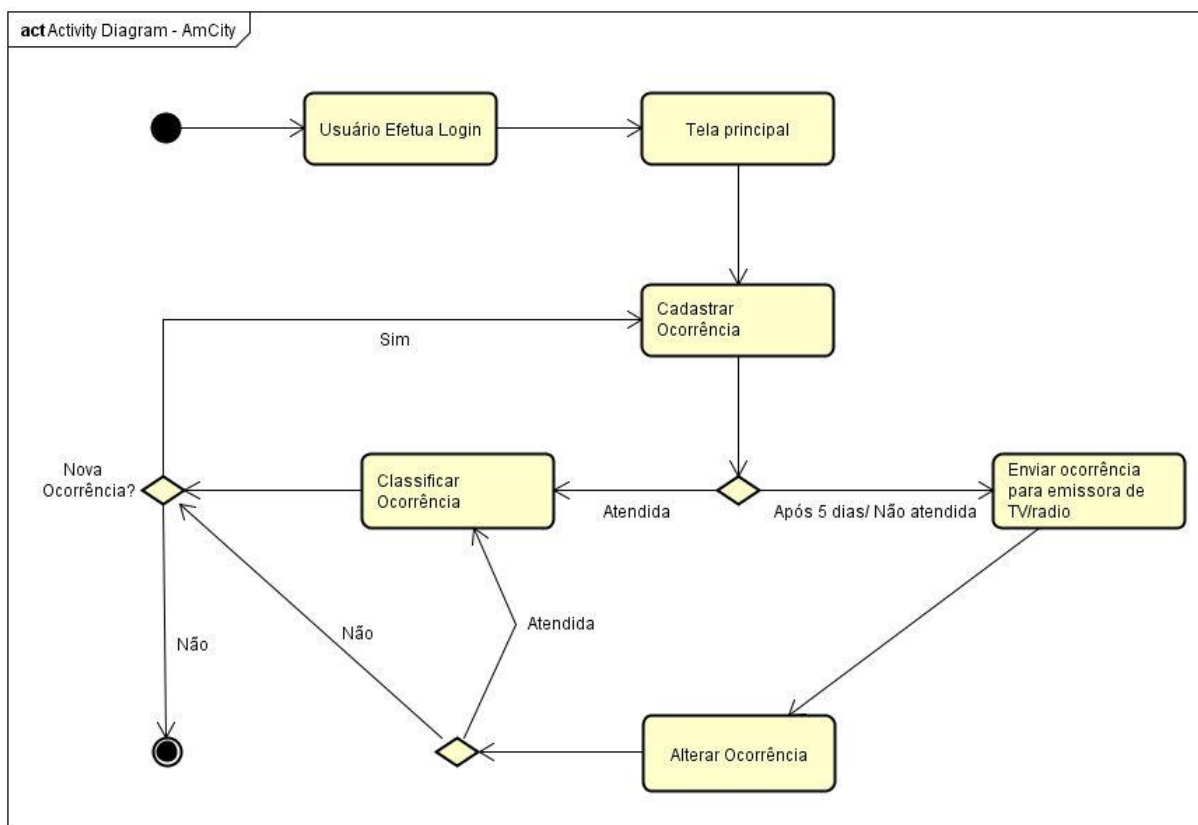 act Activity Diagram - AmCity
Usuário Efetua Login
Tela principal
Cadastrar
Ocorrência
Sim
Nova
Ocorrência?
Classificar
Ocorrência
Atendida
Após 5 dias/ Não atendida
Enviar ocorrência
para emissora de
TV/radio
Não
Não
Atendida
Alterar Ocorrência